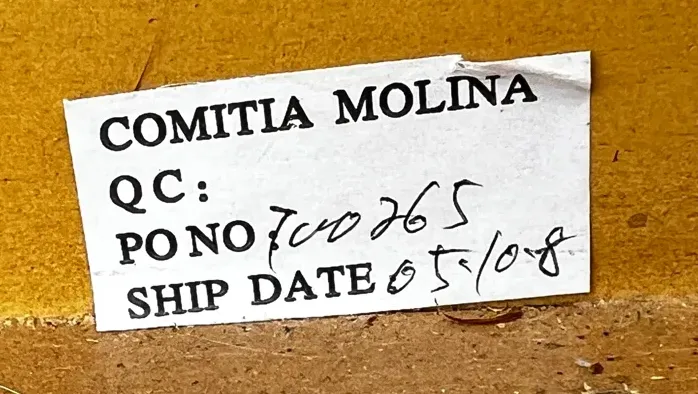 COMITIA MOLINA
QC:
PO NO: 700265
SHIP DATE 05.10.8